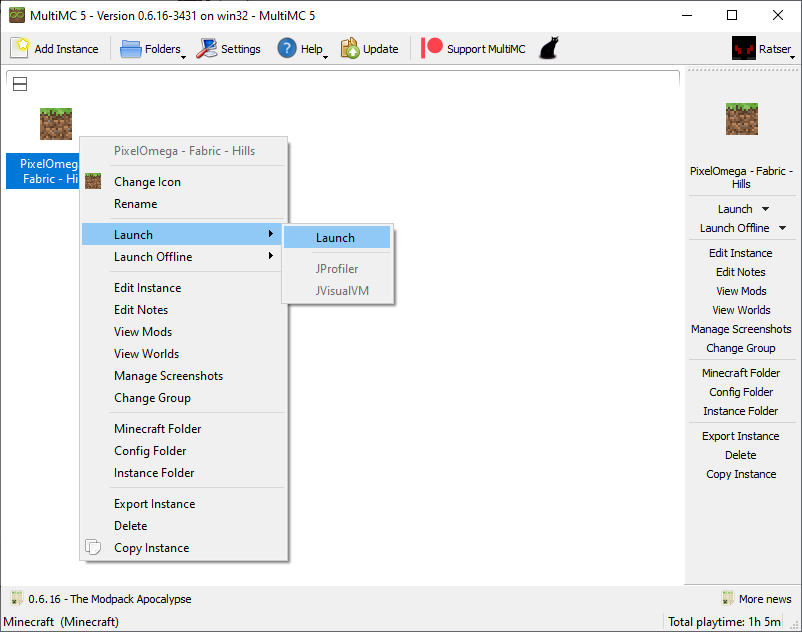 MultiMC 5 - Version 0.6.16-3431 on win32 - MultiMC 5
Add Instance Folders Settings Help Update Support MultiMC Ratser
PixelOmeg
Fabric - Hi
PixelOmega - Fabric - Hills
Change Icon
Rename
Launch
Launch Offline
Edit Instance
Edit Notes
View Mods
View Worlds
Manage Screenshots
Change Group
Minecraft Folder
Config Folder
Instance Folder
Export Instance
Delete
Copy Instance
Launch
JProfiler
JVisualVM
PixelOmega - Fabric -
Hills
Launch
Launch Offline
Edit Instance
Edit Notes
View Mods
View Worlds
Manage Screenshots
Change Group
Minecraft Folder
Config Folder
Instance Folder
Export Instance
Delete
Copy Instance
0.6.16 - The Modpack Apocalypse More news
Minecraft (Minecraft) Total playtime: 1h 5m